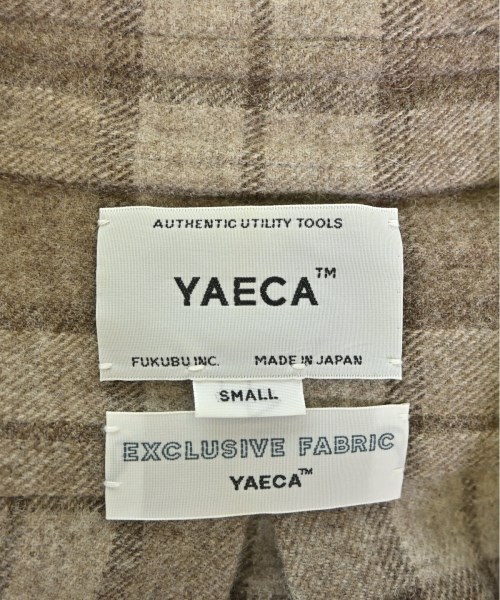 AUTHENTIC UTILITY TOOLS
YAECA™
FUKUBU INC. MADE IN JAPAN
SMALL
EXCLUSIVE FABRIC
YAECA™